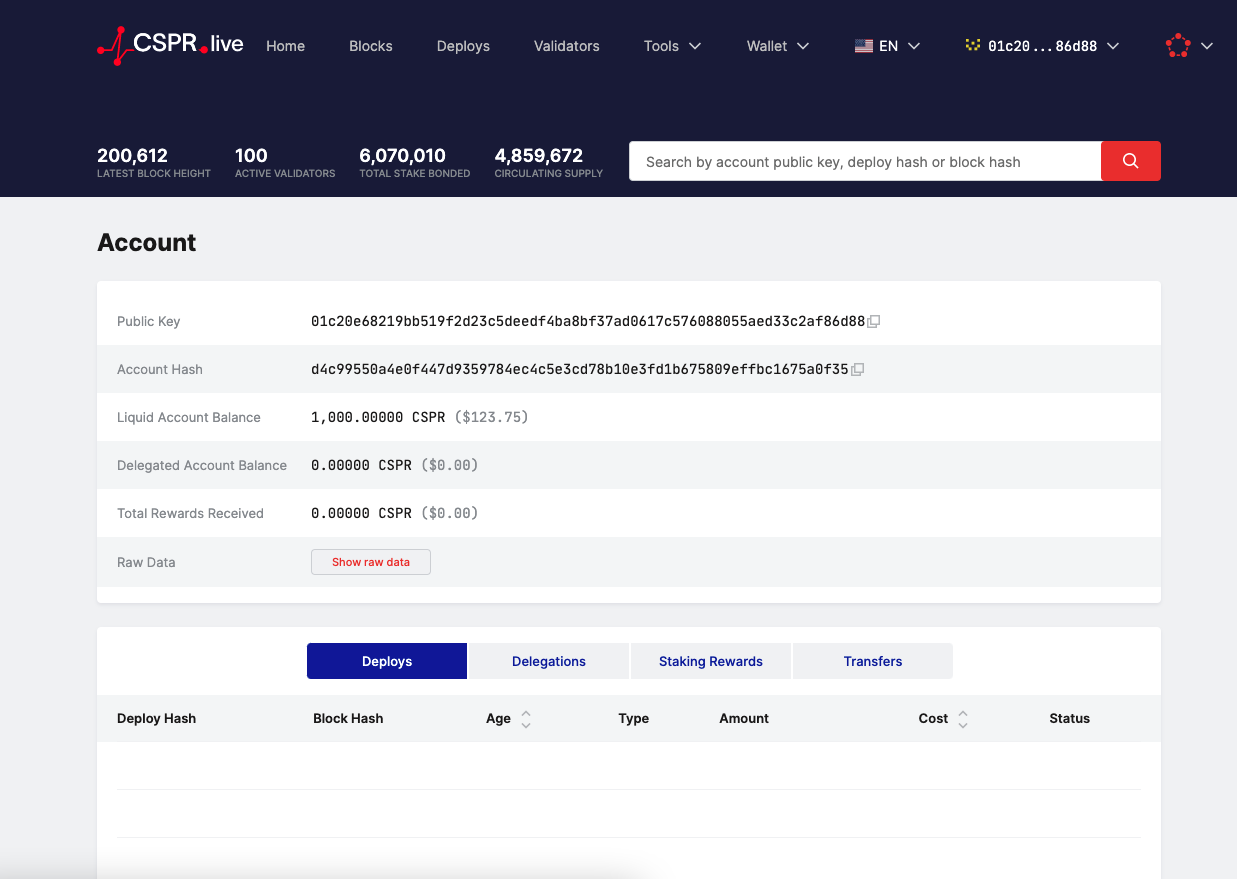 CSPR.live Home Blocks Deploys Validators Tools Wallet EN 01c20...86d88
200,612 100 6,070,010 4,859,672
LATEST BLOCK HEIGHT ACTIVE VALIDATORS TOTAL STAKE BONDED CIRCULATING SUPPLY
Search by account public key, deploy hash or block hash
Account
Public Key 01c20e68219bb519f2d23c5deedf4ba8bf37ad0617c576088055aed33c2af86d88
Account Hash d4c99550a4e0f447d9359784ec4c5e3cd78b10e3fd1b675809effbc1675a0f35
Liquid Account Balance 1,000.00000 CSPR ($123.75)
Delegated Account Balance 0.00000 CSPR ($0.00)
Total Rewards Received 0.00000 CSPR ($0.00)
Raw Data Show raw data
Deploys Delegations Staking Rewards Transfers
Deploy Hash Block Hash Age Type Amount Cost Status